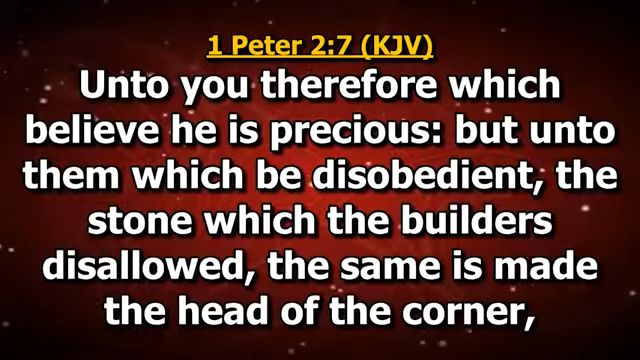 1 Peter 2:7 (KJV)
Unto you therefore which
believe he is precious: but unto
them which be disobedient, the
stone which the builders
disallowed, the same is made
the head of the corner,